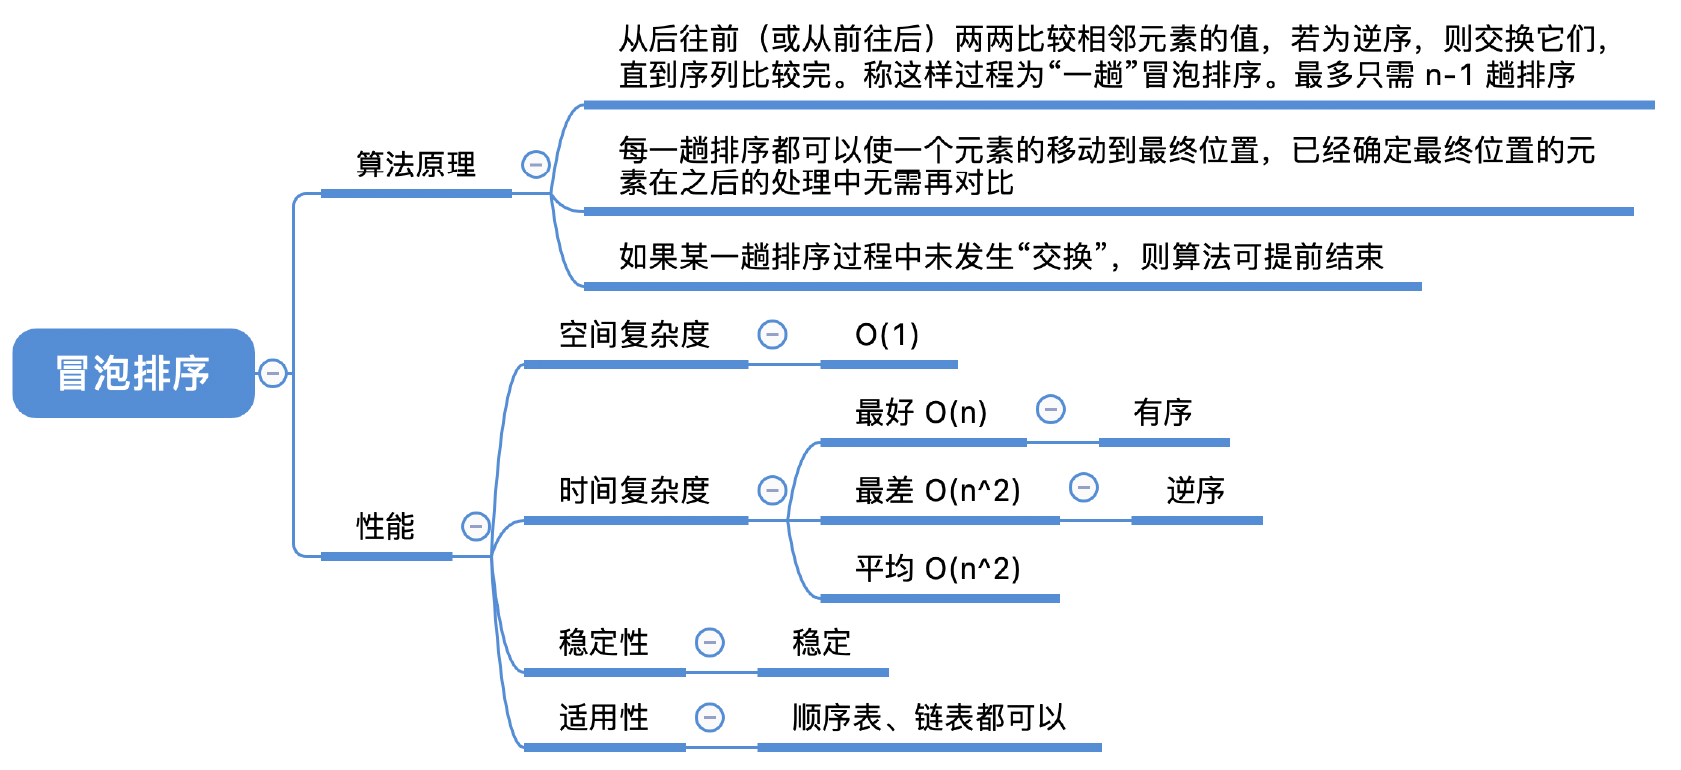 从后往前（或从前往后）两两比较相邻元素的值，若为逆序，则交换它们，
直到序列比较完。称这样过程为“一趟”冒泡排序。最多只需 n-1 趟排序
算法原理
每一趟排序都可以使一个元素的移动到最终位置，已经确定最终位置的元
素在之后的处理中无需再对比
如果某一趟排序过程中未发生“交换”，则算法可提前结束
冒泡排序
空间复杂度
O(1)
最好 O(n)
有序
时间复杂度
最差 O(n^2)
逆序
性能
平均 O(n^2)
稳定性
稳定
适用性
顺序表、链表都可以